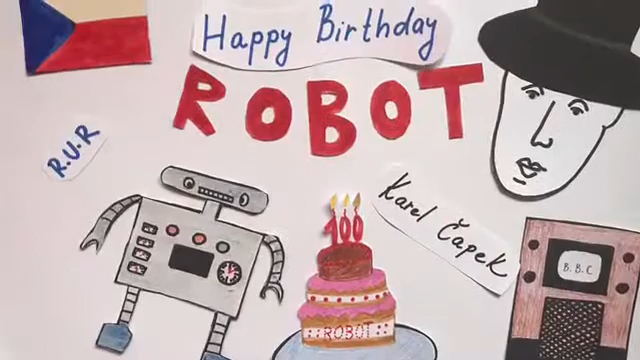 Happy Birthday
ROBOT
R.U.R
Karel Čapek
100
B.B.C
ROBOT